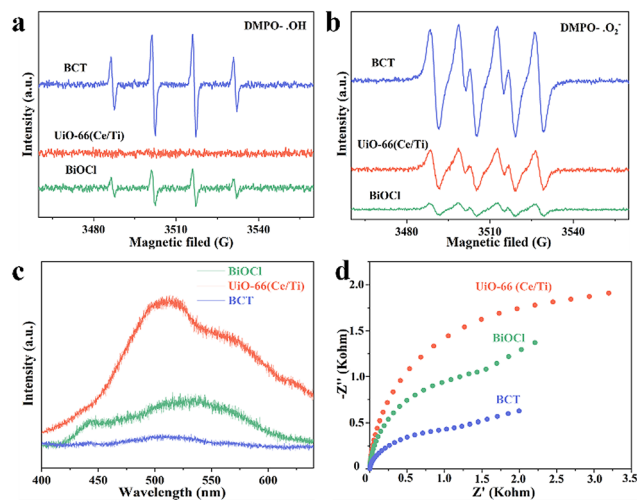 a
DMPO- .OH
BCT
UiO-66(Ce/Ti)
BiOCl
Intensity (a.u.)
3480
3510
3540
Magnetic filed (G)
b
DMPO- .O₂⁻
BCT
UiO-66(Ce/Ti)
BiOCl
Intensity (a.u.)
3480
3510
3540
Magnetic filed (G)
c
BiOCl
UiO-66(Ce/Ti)
BCT
Intensity (a.u.)
400
450
500
550
600
Wavelength (nm)
d
UiO-66 (Ce/Ti)
BiOCl
BCT
-Z'' (Kohm)
2.0
1.5
1.0
0.5
0
0.0
0.5
1.0
1.5
2.0
2.5
3.0
3.5
Z' (Kohm)